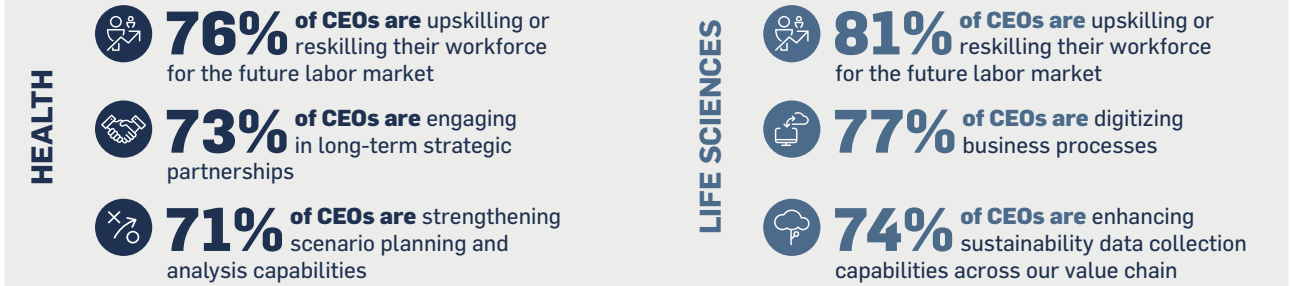 HEALTH
76% of CEOs are upskilling or
reskilling their workforce
for the future labor market
73% of CEOs are engaging
in long-term strategic
partnerships
71% of CEOs are strengthening
scenario planning and
analysis capabilities
LIFE SCIENCES
81% of CEOs are upskilling or
reskilling their workforce
for the future labor market
77% of CEOs are digitizing
business processes
74% of CEOs are enhancing
sustainability data collection
capabilities across our value chain